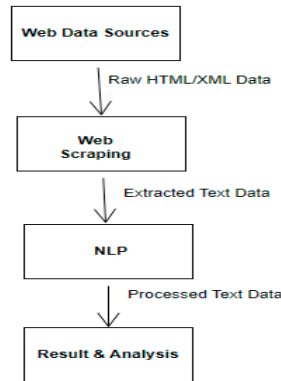 Web Data Sources
Raw HTML/XML Data
Web
Scraping
Extracted Text Data
NLP
Processed Text Data
Result & Analysis